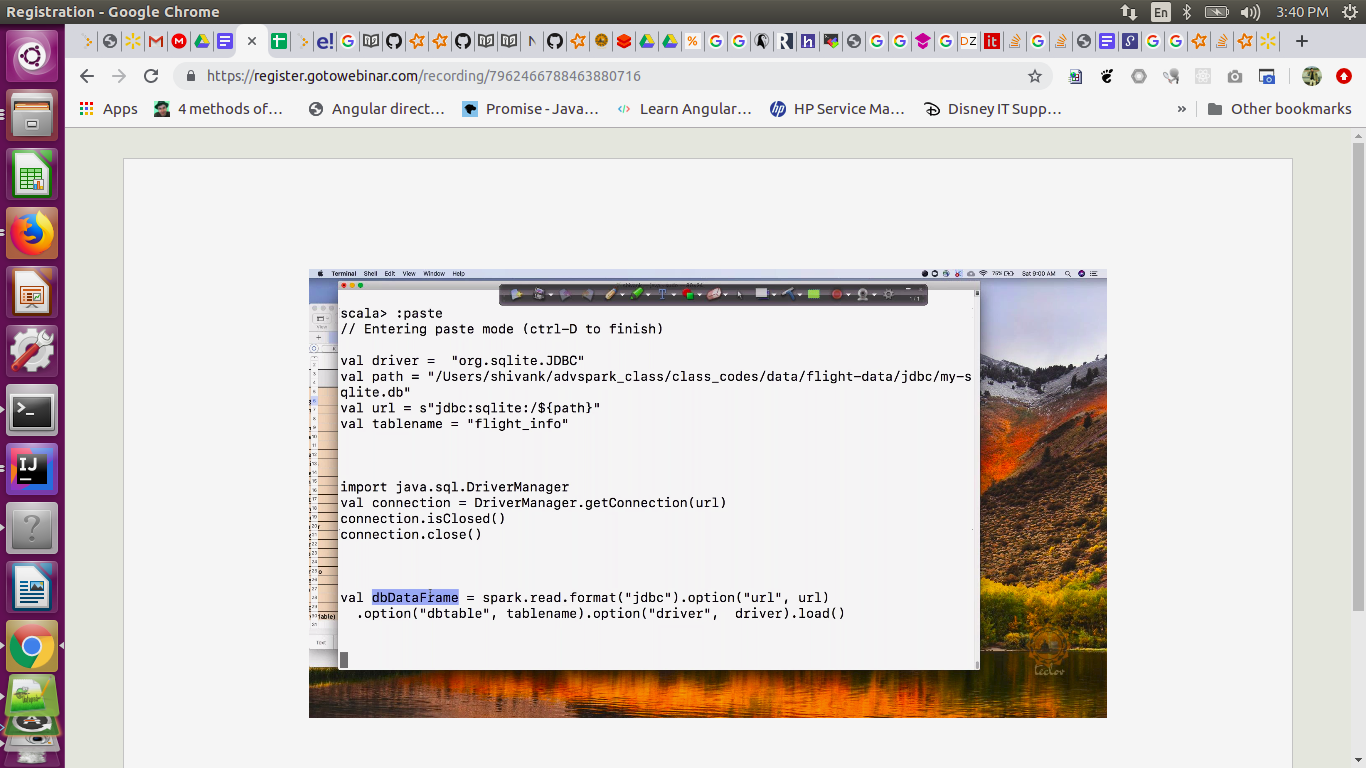 Registration - Google Chrome
En
3:40 PM
https://register.gotowebinar.com/recording/7962466788463880716
Apps
4 methods of…
Angular direct…
Promise - Java…
Learn Angular…
HP Service Ma…
Disney IT Supp…
»
Other bookmarks
Terminal Shell Edit View Window Help
Sat 9:00 AM
scala> :paste
// Entering paste mode (ctrl-D to finish)
val driver =  "org.sqlite.JDBC"
val path = "/Users/shivank/advspark_class/class_codes/data/flight-data/jdbc/my-s
qlite.db"
val url = s"jdbc:sqlite:/${path}"
val tablename = "flight_info"
import java.sql.DriverManager
val connection = DriverManager.getConnection(url)
connection.isClosed()
connection.close()
val dbDataFrame = spark.read.format("jdbc").option("url", url)
  .option("dbtable", tablename).option("driver",  driver).load()